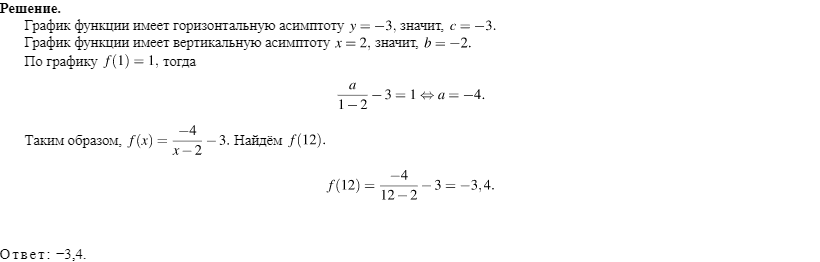 Решение.
График функции имеет горизонтальную асимптоту y = −3, значит, c = −3.
График функции имеет вертикальную асимптоту x = 2, значит, b = −2.
По графику f(1) = 1, тогда
a/(1 − 2) − 3 = 1 ⇔ a = −4.
Таким образом, f(x) = −4/(x − 2) − 3. Найдём f(12).
f(12) = −4/(12 − 2) − 3 = −3,4.
Ответ: −3,4.